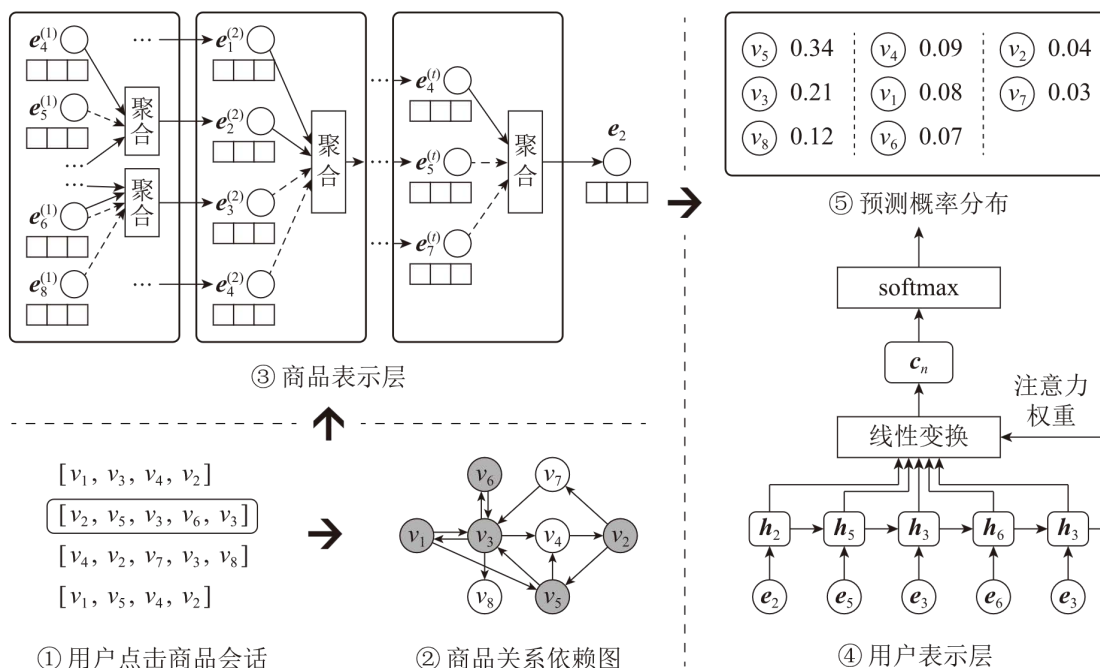 e₄⁽¹⁾ … e₁⁽²⁾
e₅⁽¹⁾ 聚合 e₂⁽²⁾
…
…
e₆⁽¹⁾ 聚合 e₃⁽²⁾
e₈⁽¹⁾ … e₄⁽²⁾
聚合
… e₄⁽ᵗ⁾
… e₅⁽ᵗ⁾
… e₇⁽ᵗ⁾
聚合
e₂
③ 商品表示层
[v₁, v₃, v₄, v₂]
[v₂, v₅, v₃, v₆, v₃]
[v₄, v₂, v₇, v₃, v₈]
[v₁, v₅, v₄, v₂]
① 用户点击商品会话
v₆ v₇
v₁ v₃ v₄ v₂
v₈ v₅
② 商品关系依赖图
v₅ 0.34 v₄ 0.09 v₂ 0.04
v₃ 0.21 v₁ 0.08 v₇ 0.03
v₈ 0.12 v₆ 0.07
⑤ 预测概率分布
softmax
cₙ
注意力
权重
线性变换
h₂ h₅ h₃ h₆ h₃
e₂ e₅ e₃ e₆ e₃
④ 用户表示层